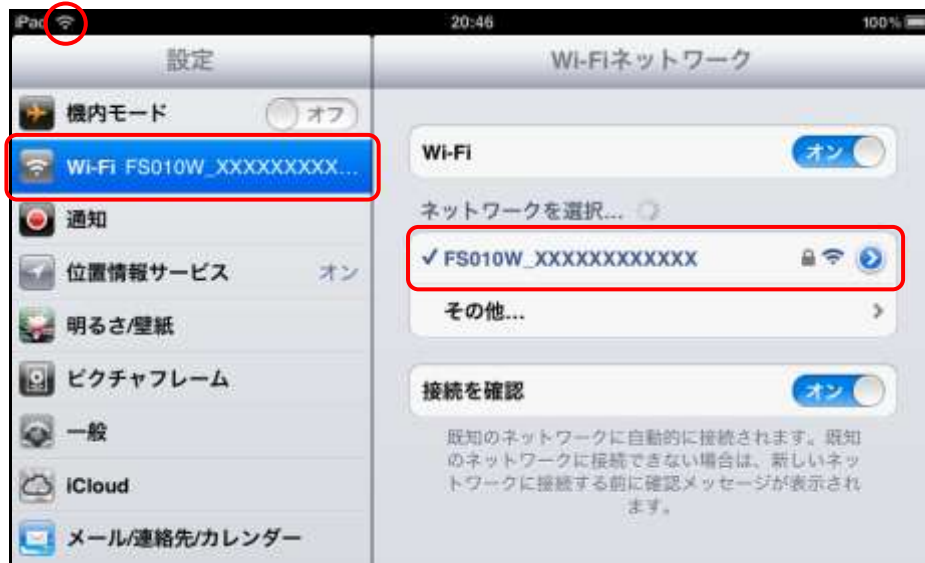 iPad 20:46 100%
設定
機内モード オフ
Wi-Fi FS010W_XXXXXXXXX...
通知
位置情報サービス オン
明るさ/壁紙
ピクチャフレーム
一般
iCloud
メール/連絡先/カレンダー
Wi-Fiネットワーク
Wi-Fi オン
ネットワークを選択...
✓ FS010W_XXXXXXXXXXXX
その他...
接続を確認 オン
既知のネットワークに自動的に接続されます。既知
のネットワークに接続できない場合は、新しいネッ
トワークに接続する前に確認メッセージが表示され
ます。